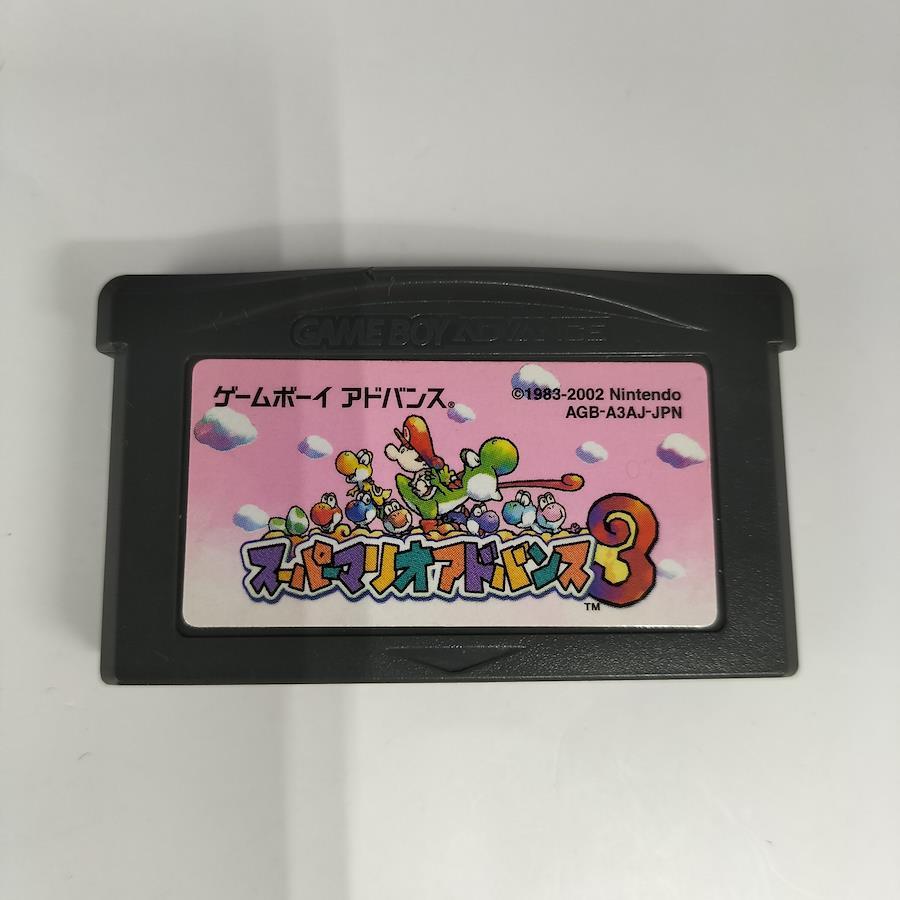 GAME BOY ADVANCE
ゲームボーイ アドバンス®
©1983-2002 Nintendo
AGB-A3AJ-JPN
スーパーマリオアドバンス3
TM